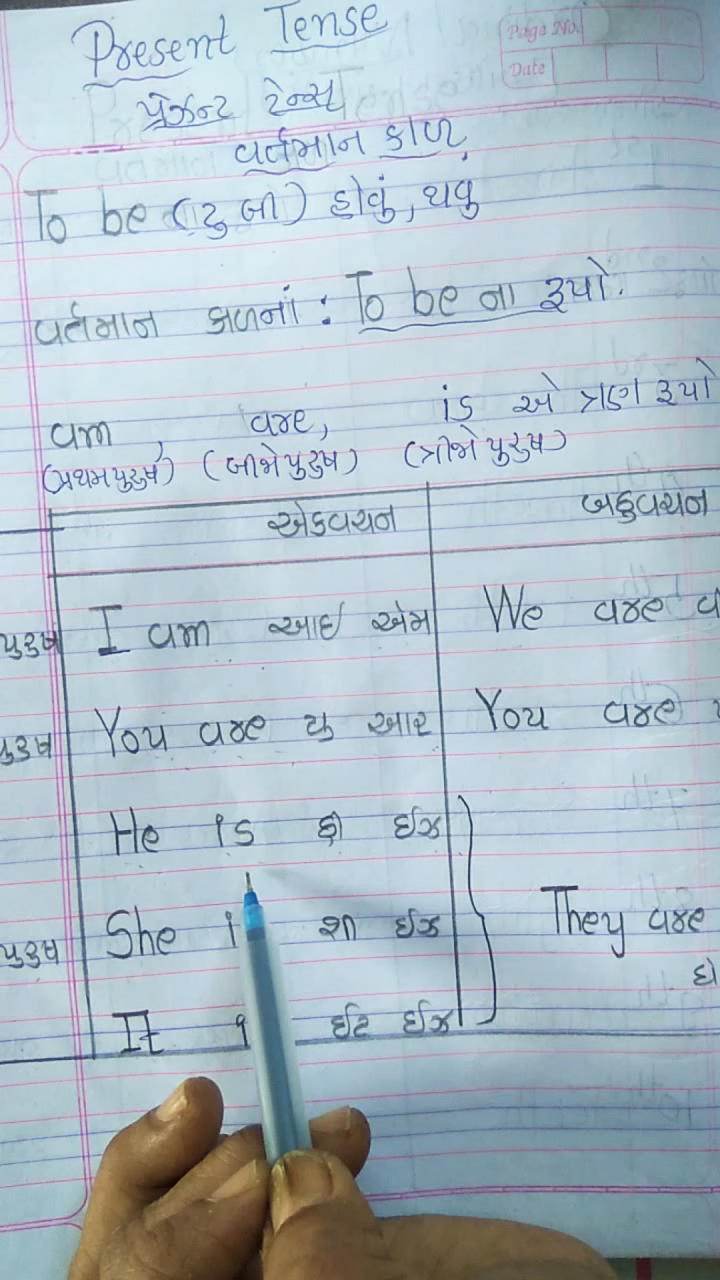 Present Tense
Page No.
Date
પ્રેઝન્ટ ટેન્સ
વર્તમાન કાળ
To be (ટુ બી) હોવું, થવુ
વર્તમાન કાળનાં : To be ના રૂપો.
am, are, is એ ત્રણ રૂપો
(પ્રથમ પુરુષ) (બીજો પુરુષ) (ત્રીજો પુરુષ)
એકવચન બહુવચન
પુરુષ I am આઈ એમ We are
પુરુષ You are યુ આર You are
He is હી ઈઝ
પુરુષ She i શી ઈઝ They are
It ઈટ ઈઝ